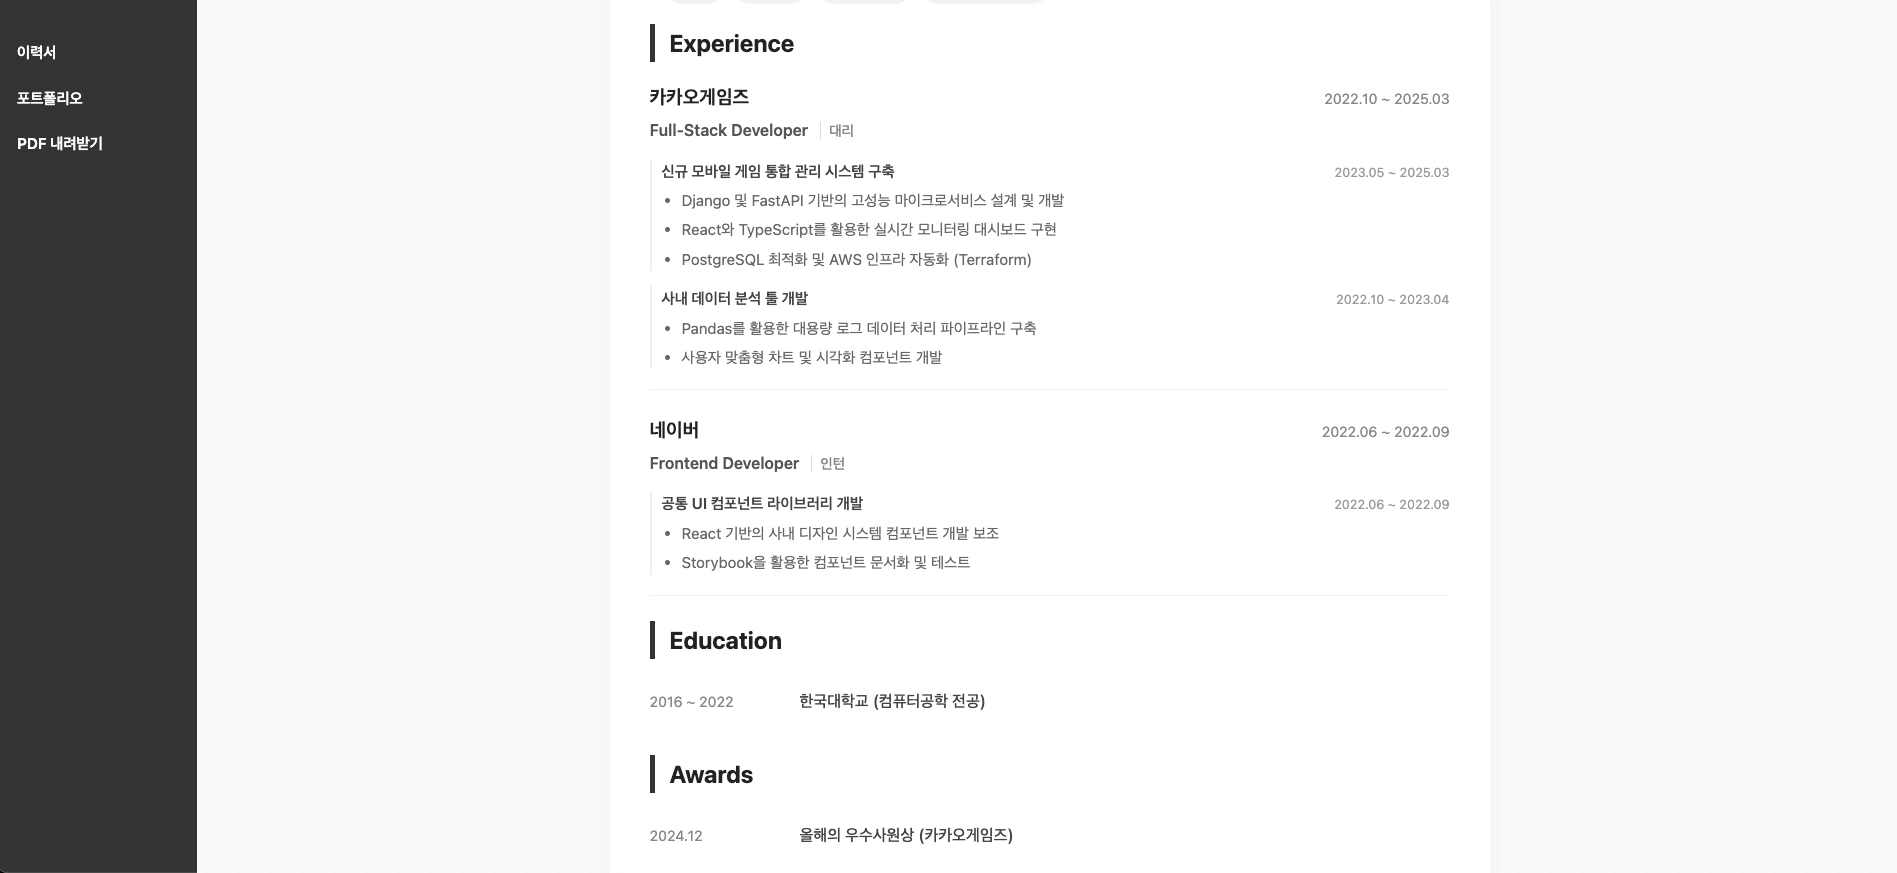 이력서
포트폴리오
PDF 내려받기
Experience
카카오게임즈 2022.10 ~ 2025.03
Full-Stack Developer 대리
신규 모바일 게임 통합 관리 시스템 구축 2023.05 ~ 2025.03
• Django 및 FastAPI 기반의 고성능 마이크로서비스 설계 및 개발
• React와 TypeScript를 활용한 실시간 모니터링 대시보드 구현
• PostgreSQL 최적화 및 AWS 인프라 자동화 (Terraform)
사내 데이터 분석 툴 개발 2022.10 ~ 2023.04
• Pandas를 활용한 대용량 로그 데이터 처리 파이프라인 구축
• 사용자 맞춤형 차트 및 시각화 컴포넌트 개발
네이버 2022.06 ~ 2022.09
Frontend Developer 인턴
공통 UI 컴포넌트 라이브러리 개발 2022.06 ~ 2022.09
• React 기반의 사내 디자인 시스템 컴포넌트 개발 보조
• Storybook을 활용한 컴포넌트 문서화 및 테스트
Education
2016 ~ 2022 한국대학교 (컴퓨터공학 전공)
Awards
2024.12 올해의 우수사원상 (카카오게임즈)